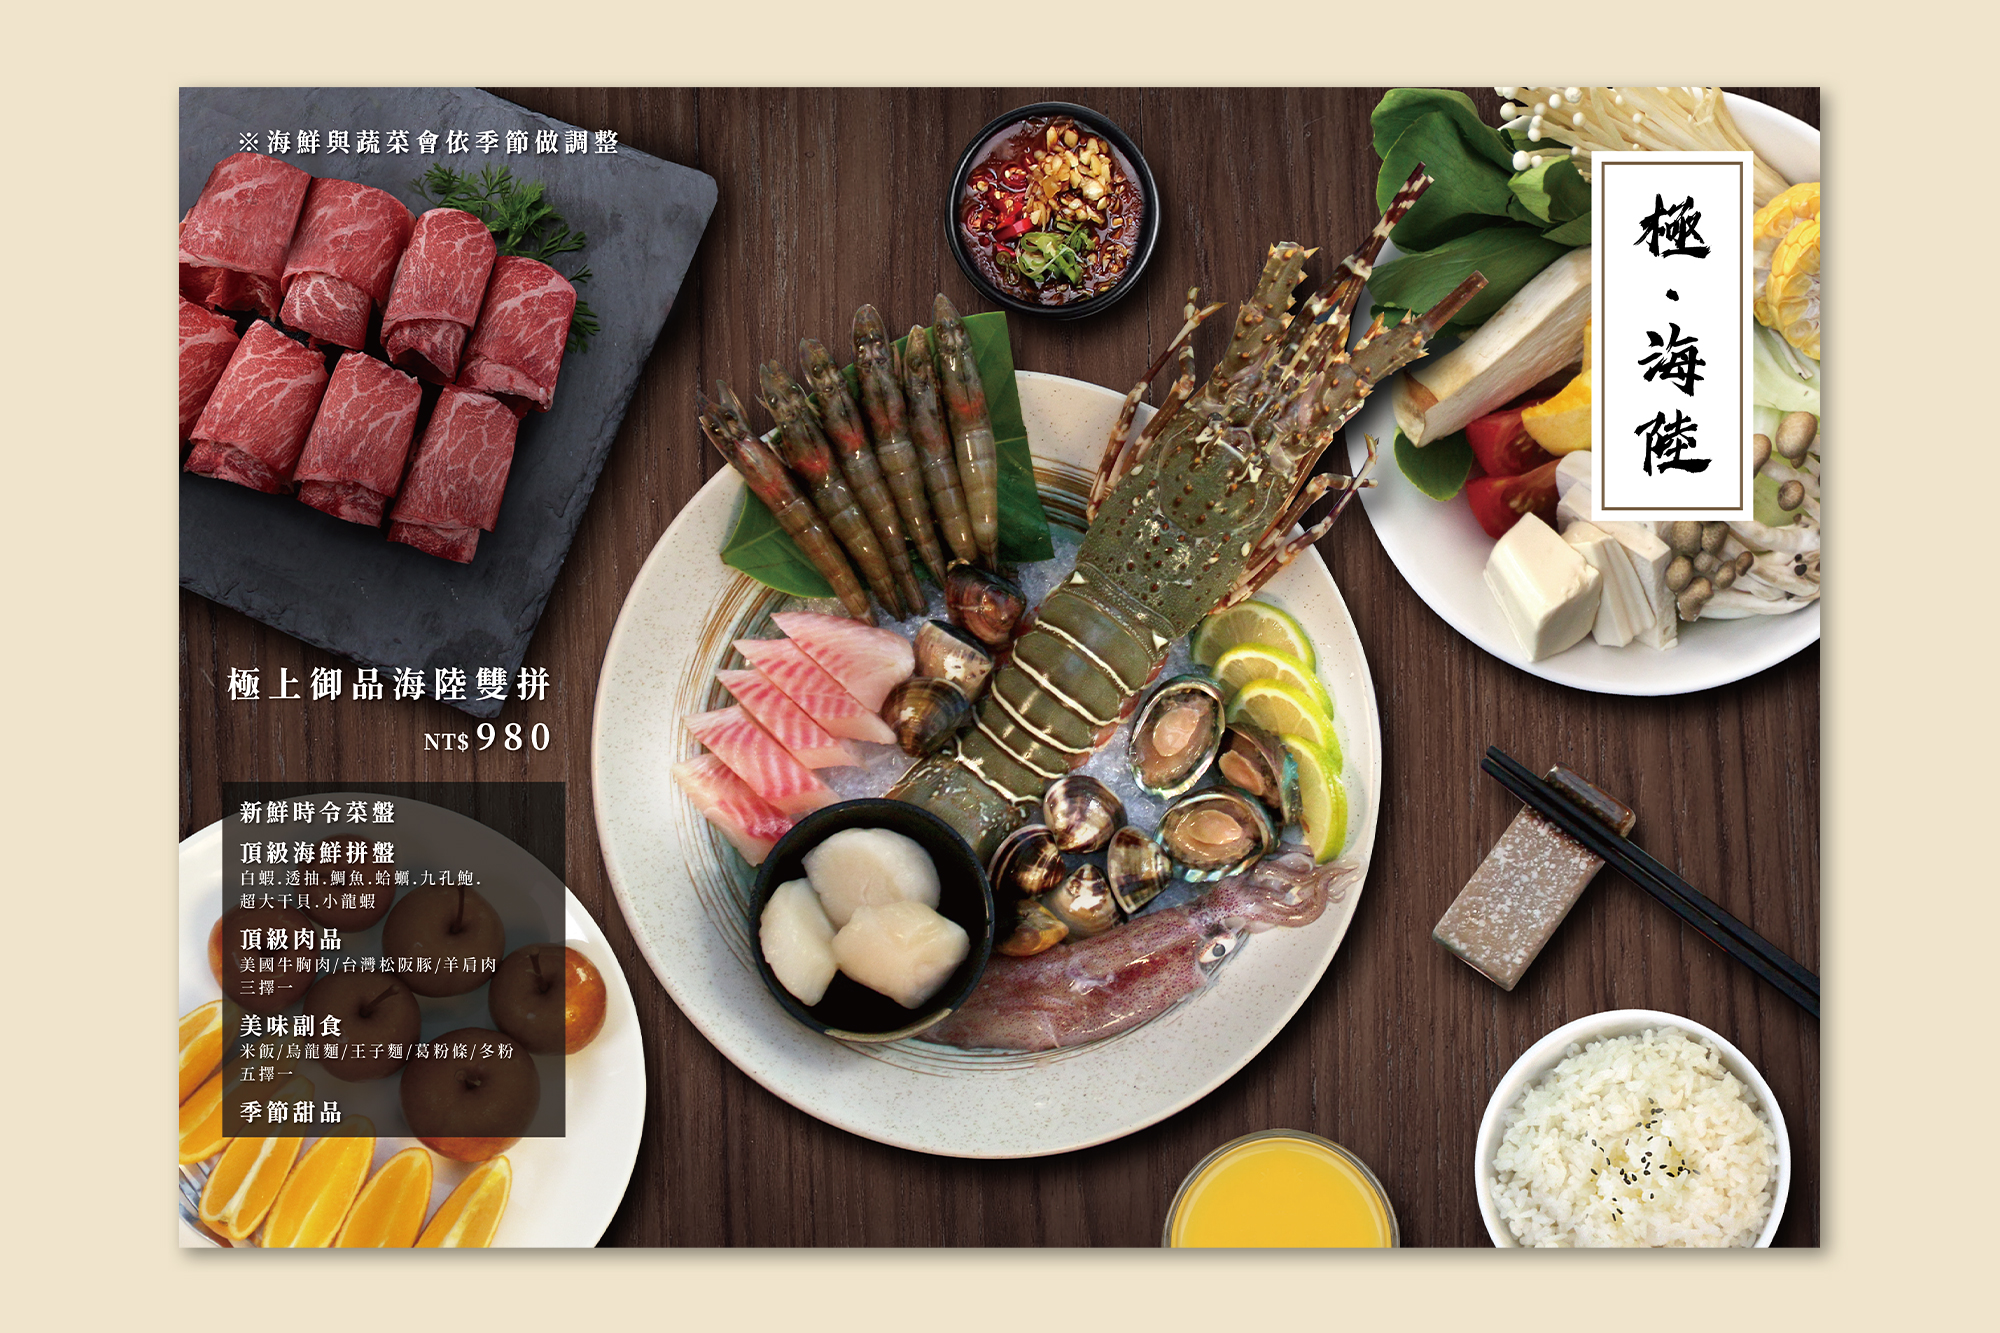 ※海鮮與蔬菜會依季節做調整
極・海陸
極上御品海陸雙拼
NT$980
新鮮時令菜盤
頂級海鮮拼盤
白蝦.透抽.鯛魚.蛤蠣.九孔鮑.
超大干貝.小龍蝦
頂級肉品
美國牛胸肉/台灣松阪豚/羊肩肉
三擇一
美味副食
米飯/烏龍麵/王子麵/葛粉條/冬粉
五擇一
季節甜品